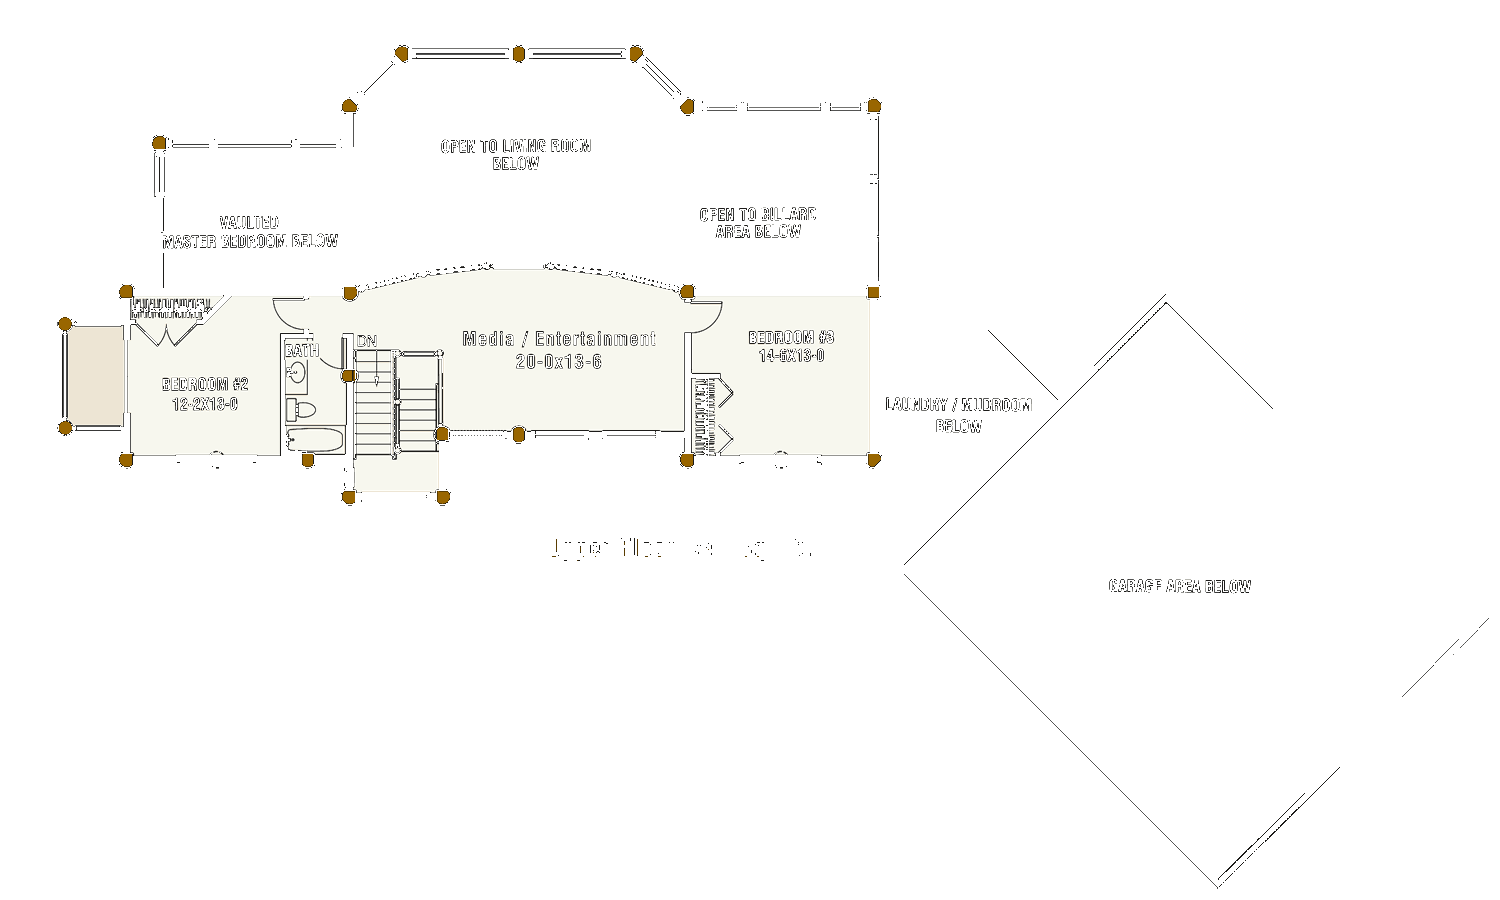 OPEN TO LIVING ROOM
BELOW
VAULTED
MASTER BEDROOM BELOW
OPEN TO BILLARD
AREA BELOW
BATH
DN
Media / Entertainment
20-0x13-6
BEDROOM #3
14-6X13-0
BEDROOM #2
12-2X13-0
LAUNDRY / MUDROOM
BELOW
Upper Floor
GARAGE AREA BELOW